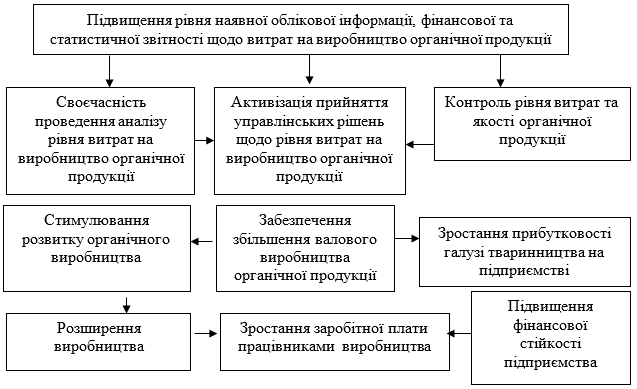 Підвищення рівня наявної облікової інформації, фінансової та
статистичної звітності щодо витрат на виробництво органічної продукції
Своєчасність
проведення аналізу
рівня витрат на
виробництво органічної
продукції
Активізація прийняття
управлінських рішень
щодо рівня витрат на
виробництво органічної
продукції
Контроль рівня витрат та
якості органічної
продукції
Стимулювання
розвитку органічного
виробництва
Забезпечення
збільшення валового
виробництва
органічної продукції
Зростання прибутковості
галузі тваринництва на
підприємстві
Розширення
виробництва
Зростання заробітної плати
працівниками виробництва
Підвищення
фінансової
стійкості
підприємства